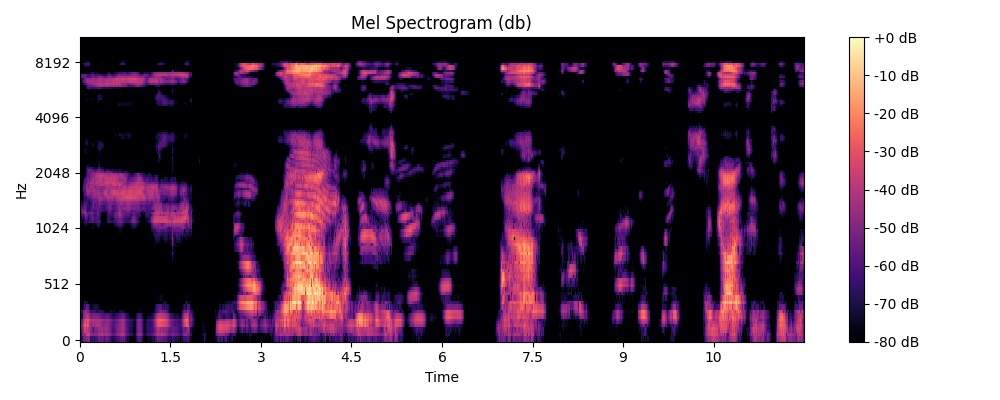 Mel Spectrogram (db)
8192
4096
2048
1024
512
0
Hz
0 1.5 3 4.5 6 7.5 9 10
Time
+0 dB
-10 dB
-20 dB
-30 dB
-40 dB
-50 dB
-60 dB
-70 dB
-80 dB